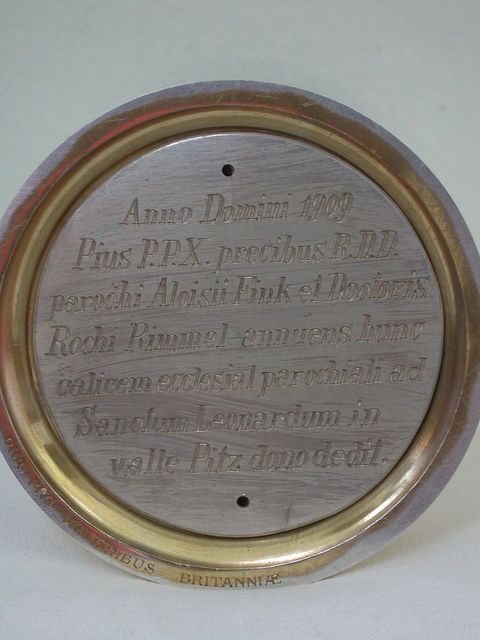 Anno Domini 1909
Pius P.P.X. precibus R.D.D.
parochi Aloisii Fink et Doctoris
Rochi Rimmel annuens hunc
calicem ecclesial parochiali ad
Sanctum Leonardum in
valle Pitz dono dedit.
BRITANNIÆ